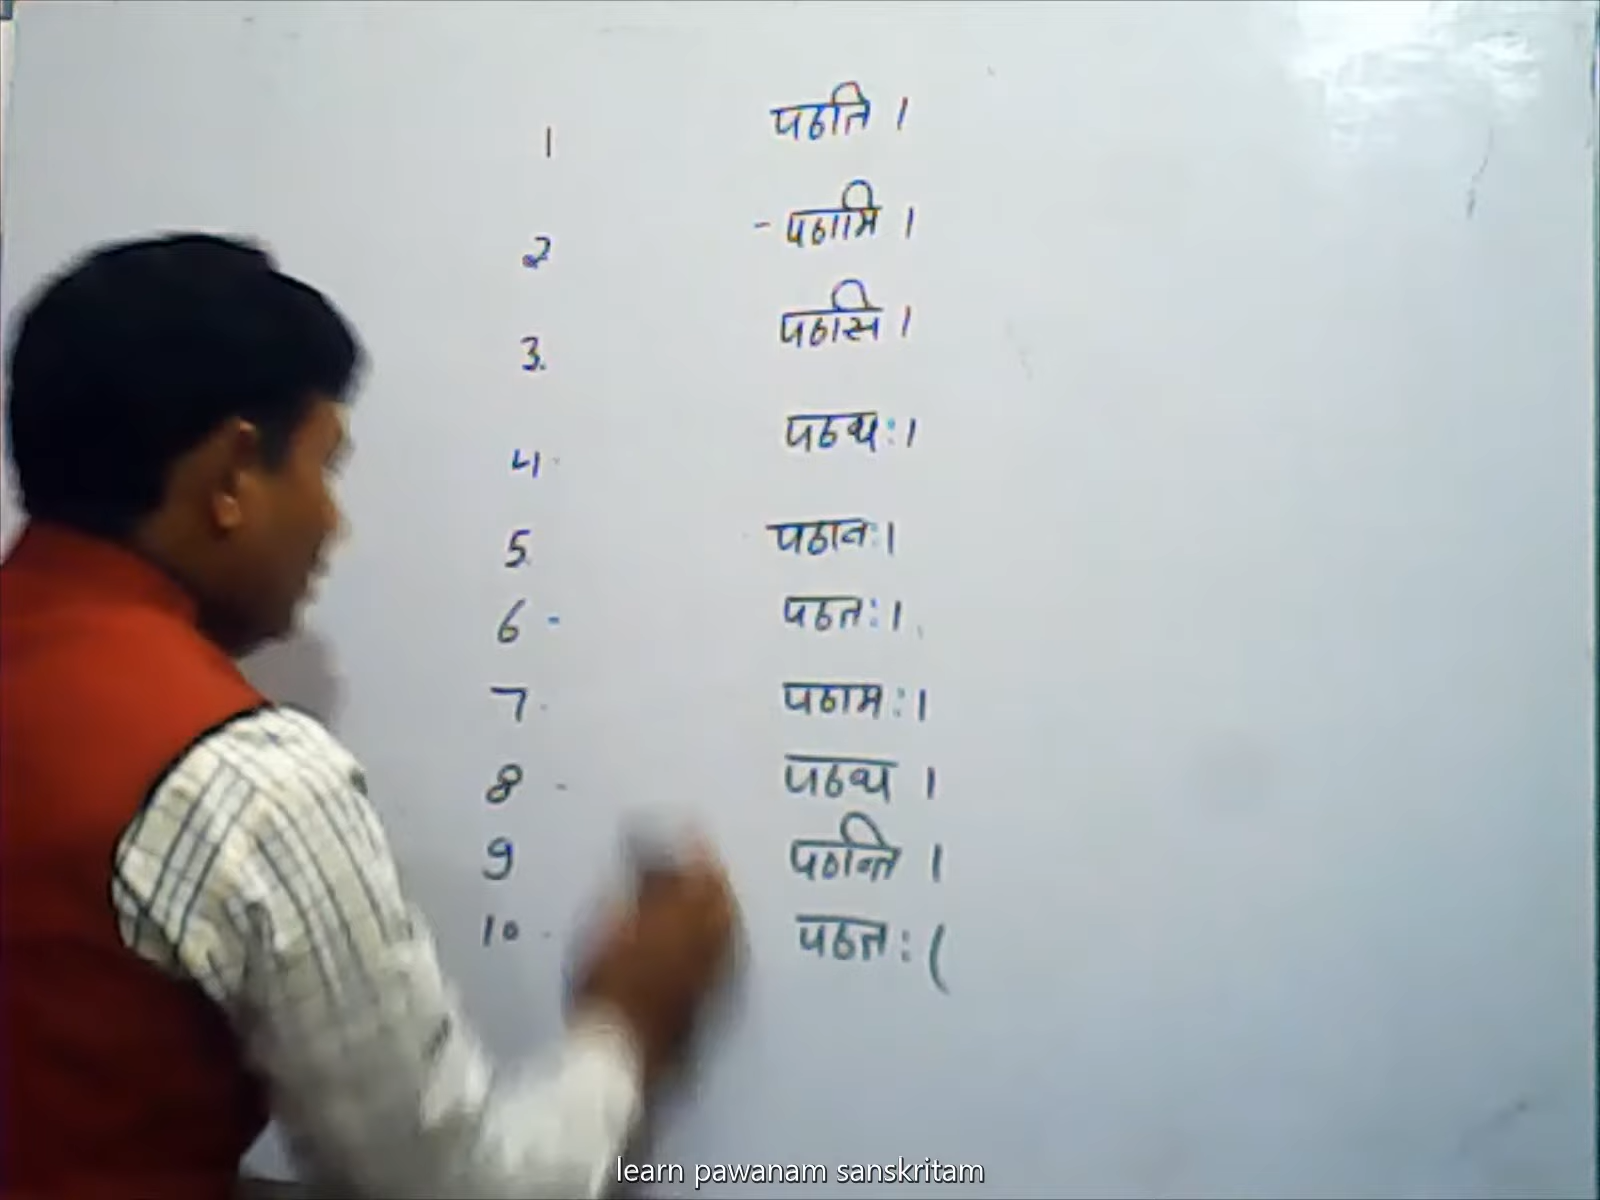 1 पठति ।
2 - पठामि ।
3. पठसि ।
4. पठथः ।
5. पठावः ।
6 - पठतः ।
7. पठामः ।
8 - पठथ ।
9 पठन्ति ।
10. पठतः (
learn pawanam sanskritam